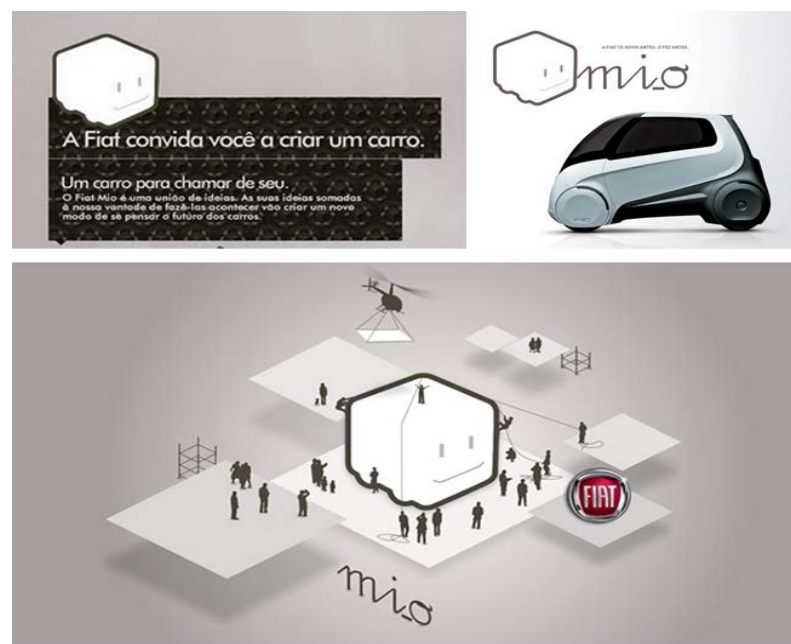 A Fiat convida você a criar um carro.
Um carro para chamar de seu.
O Fiat Mio é uma união de ideias. As suas ideias somadas
à nossa vontade de fazê-las acontecer vão criar um novo
modo de se pensar o futuro dos carros.
mio
FIAT
mio